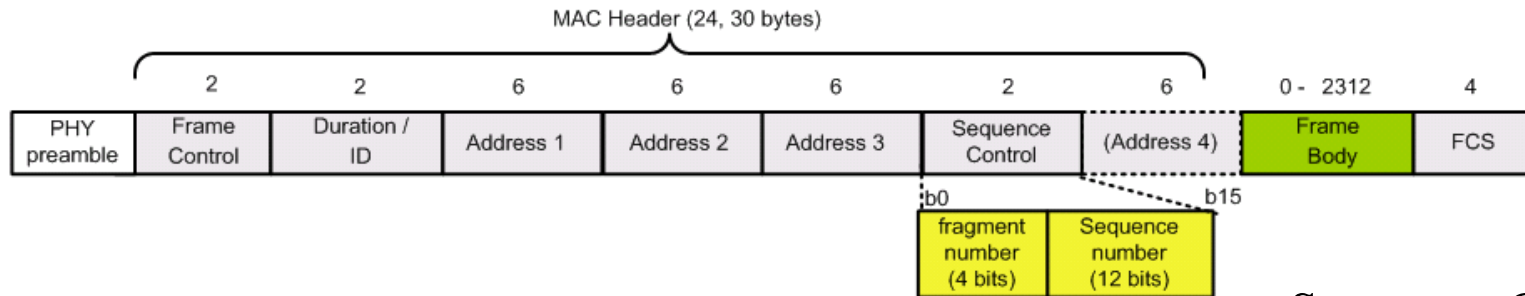 MAC Header (24, 30 bytes)
2 2 6 6 6 2 6 0 - 2312 4
PHY preamble
Frame Control
Duration / ID
Address 1
Address 2
Address 3
Sequence Control
(Address 4)
Frame Body
FCS
b0 b15
fragment number (4 bits)
Sequence number (12 bits)